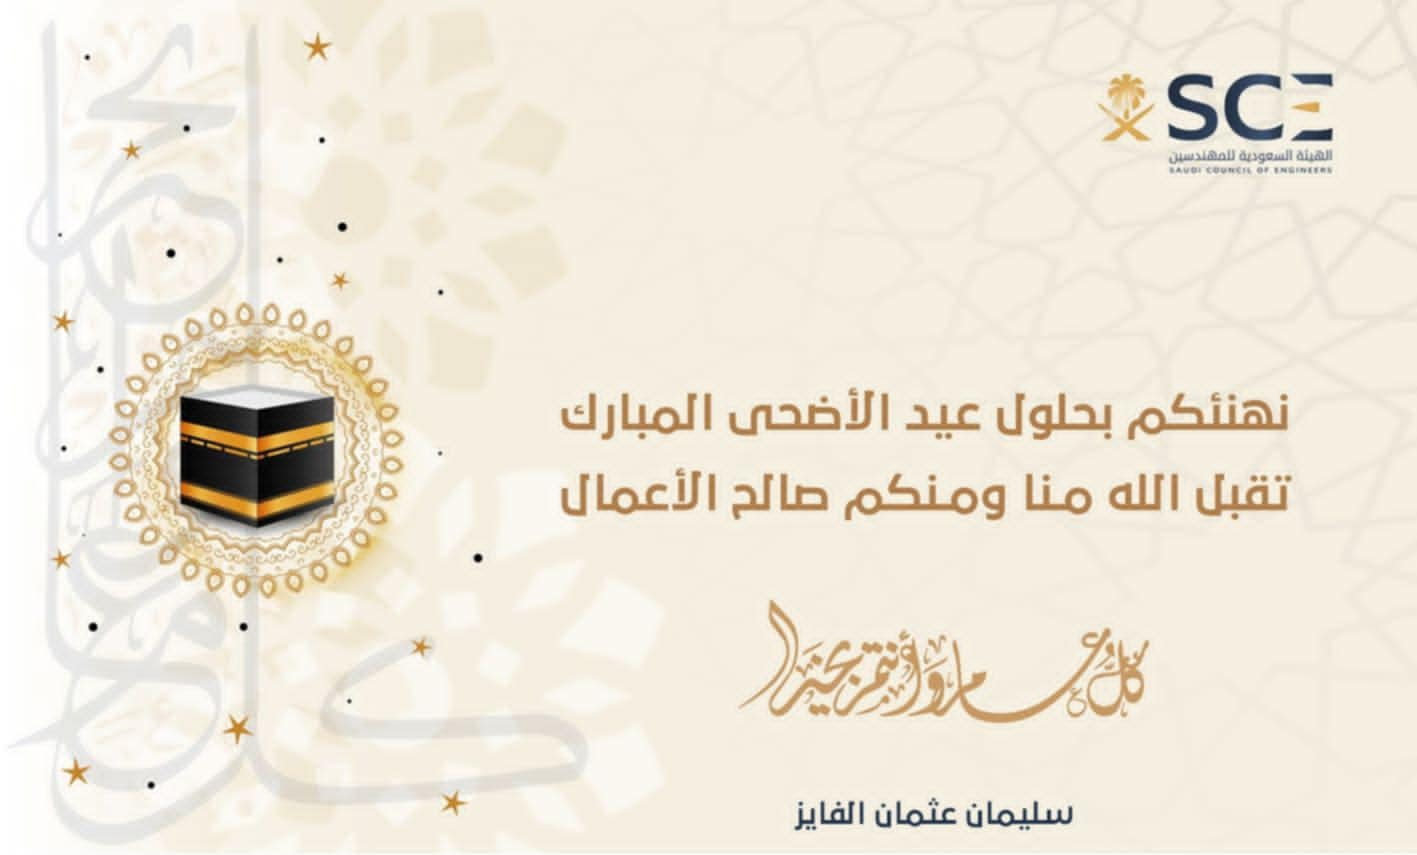 SCE
الهيئة السعودية للمهندسين
SAUDI COUNCIL OF ENGINEERS
نهنئكم بحلول عيد الأضحى المبارك
تقبل الله منا ومنكم صالح الأعمال
كل عام وأنتم بخير
سليمان عثمان الفايز